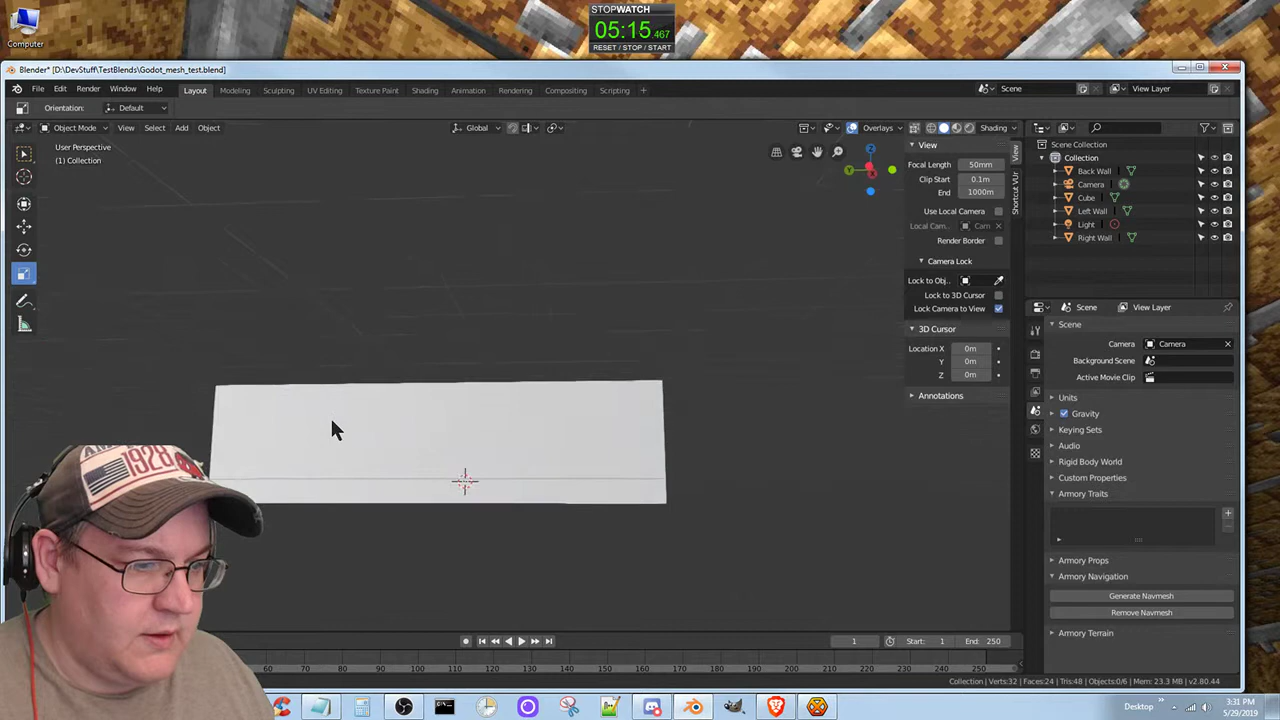 STOPWATCH
05:15.467
RESET / STOP / START
Computer
Blender* [D:\DevStuff\TestBlends\Godot_mesh_test.blend]
File Edit Render Window Help
Layout Modeling Sculpting UV Editing Texture Paint Shading Animation Rendering Compositing Scripting +
Scene
View Layer
Orientation: Default
Object Mode View Select Add Object
Global
Overlays
Shading
User Perspective
(1) Collection
Z
Y
X
View
Focal Length 50mm
Clip Start 0.1m
End 1000m
Use Local Camera
Local Cam.. Cam
Render Border
Camera Lock
Lock to Obj..
Lock to 3D Cursor
Lock Camera to View
3D Cursor
Location X 0m
Y 0m
Z 0m
Annotations
View
Shortcut VUr
Scene Collection
Collection
Back Wall
Camera
Cube
Left Wall
Light
Right Wall
Scene View Layer
Scene
Camera Camera
Background Scene
Active Movie Clip
Units
Gravity
Keying Sets
Audio
Rigid Body World
Custom Properties
Armory Traits
Armory Props
Armory Navigation
Generate Navmesh
Remove Navmesh
Armory Terrain
1928
1 Start: 1 End: 250
60 70 80 90 100 110 120 130 140 150 160 170 180 190 200 210 220 230 240 250
Collection | Verts:32 | Faces:24 | Tris:48 | Objects:0/6 | Mem: 23.3 MB | v2.80.44
Desktop
3:31 PM
5/29/2019